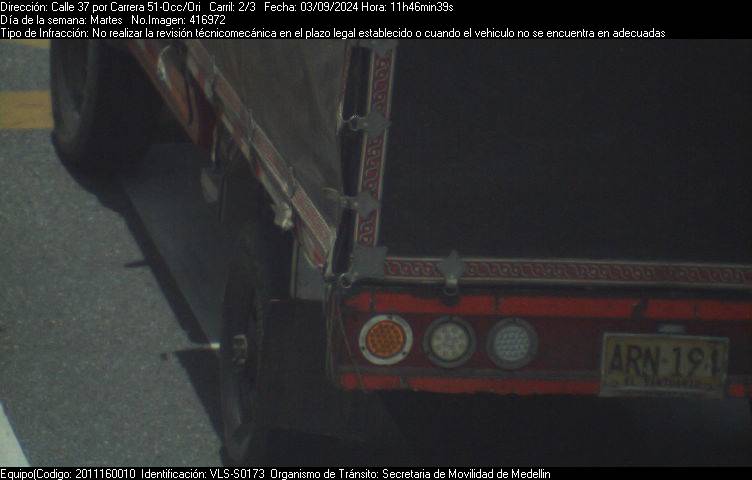 Dirección: Calle 37 por Carrera 51-Occ/Ori Carril: 2/3 Fecha: 03/09/2024 Hora: 11h46min39s
Día de la semana: Martes No.Imagen: 416972
Tipo de Infracción: No realizar la revisión técnicomecánica en el plazo legal establecido o cuando el vehiculo no se encuentra en adecuadas
ARN-191
EL SANTUARIO
Equipo(Codigo: 2011160010 Identificación: VLS-S0173 Organismo de Tránsito: Secretaria de Movilidad de Medellin